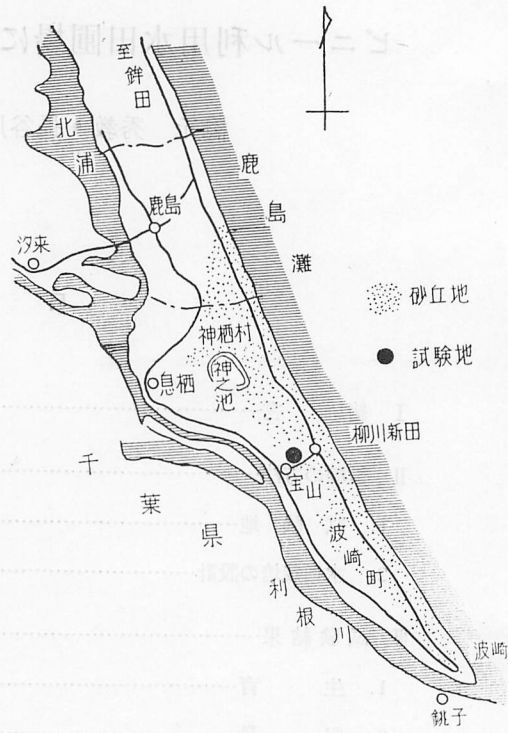 至鉾田
北浦
鹿島
鹿島灘
汐来
砂丘地
神栖村
試験地
神之池
息栖
柳川新田
宝山
千葉県
波崎町
利根川
波崎
銚子